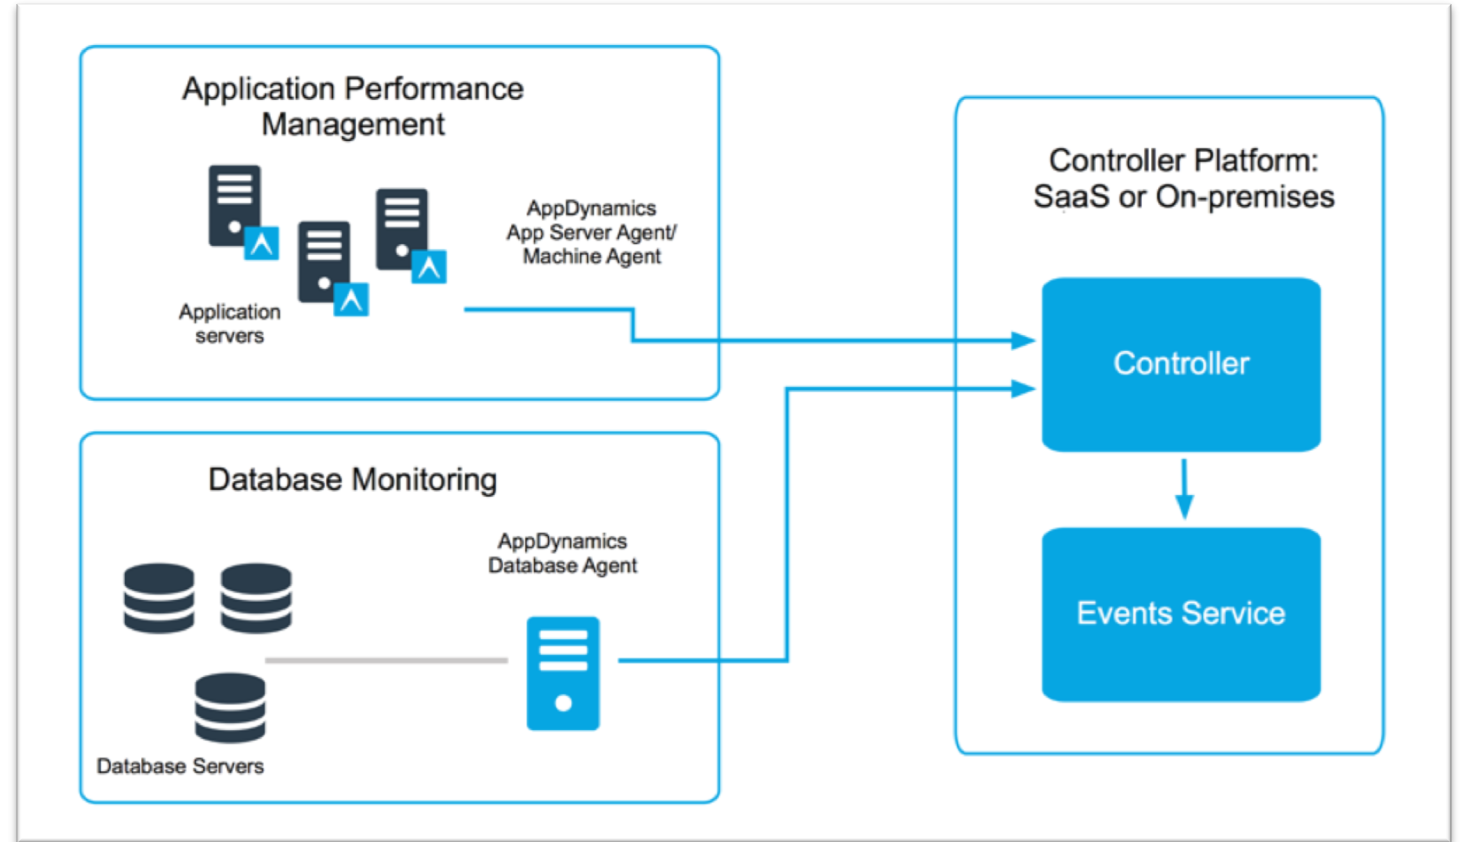 Application Performance
Management
AppDynamics
App Server Agent/
Machine Agent
Application
servers
Database Monitoring
AppDynamics
Database Agent
Database Servers
Controller Platform:
SaaS or On-premises
Controller
Events Service